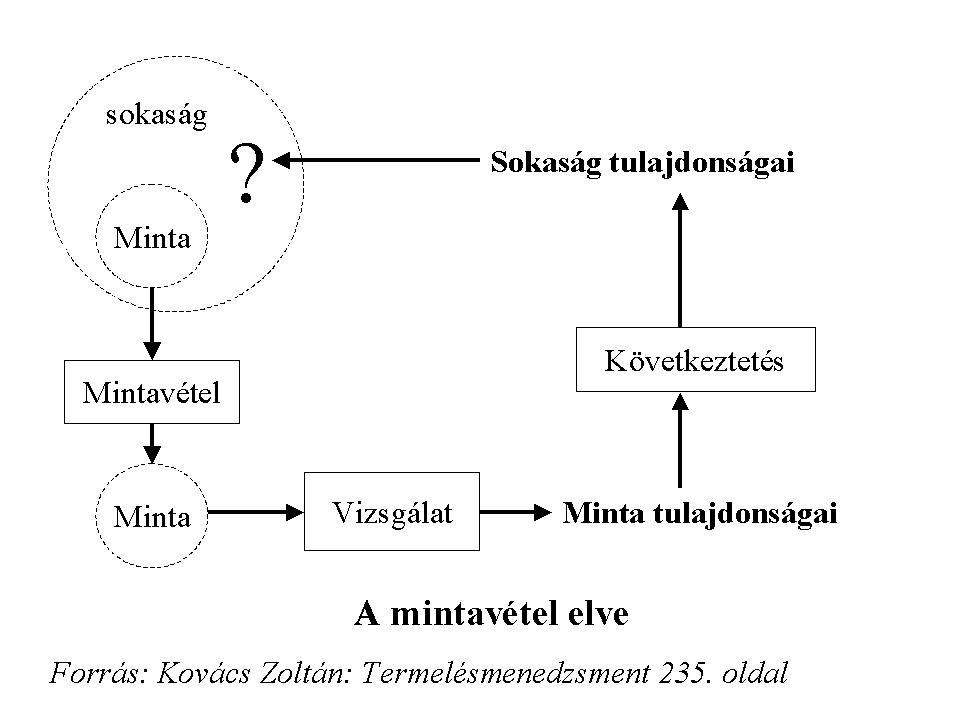 sokaság
?
Sokaság tulajdonságai
Minta
Következtetés
Mintavétel
Minta
Vizsgálat
Minta tulajdonságai
A mintavétel elve
Forrás: Kovács Zoltán: Termelésmenedzsment 235. oldal